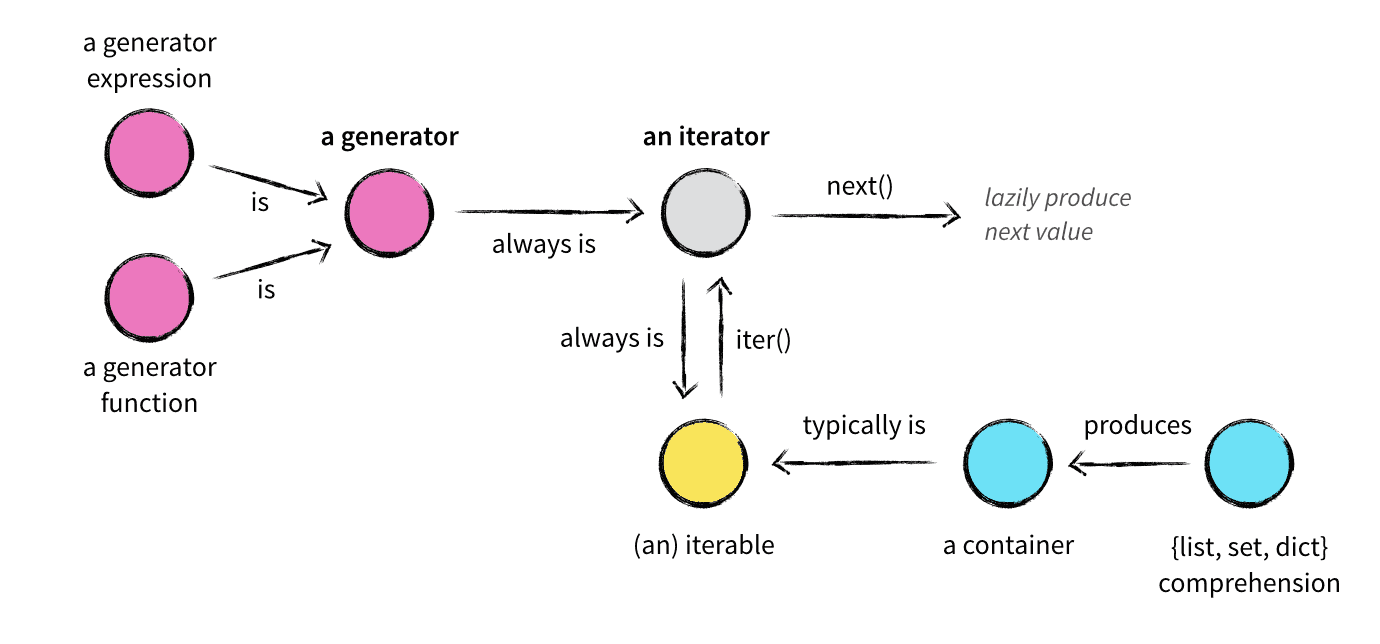 a generator
expression
a generator
an iterator
next()
lazily produce
next value
is
always is
is
a generator
function
always is
iter()
typically is
produces
(an) iterable
a container
{list, set, dict}
comprehension